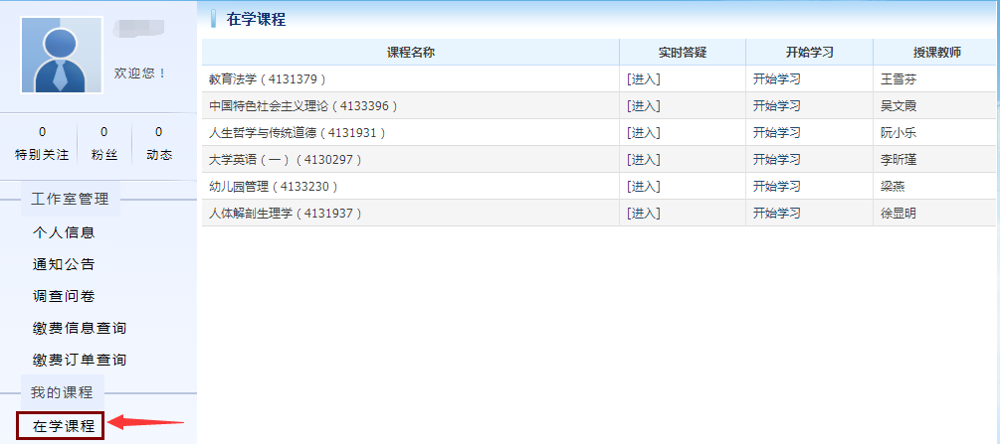 欢迎您！
0 0 0
特别关注 粉丝 动态
工作室管理
个人信息
通知公告
调查问卷
缴费信息查询
缴费订单查询
我的课程
在学课程
在学课程
课程名称 实时答疑 开始学习 授课教师
教育法学（4131379） [进入] 开始学习 王雪芬
中国特色社会主义理论（4133396） [进入] 开始学习 吴文霞
人生哲学与传统道德（4131931） [进入] 开始学习 阮小乐
大学英语（一）（4130297） [进入] 开始学习 李昕瑾
幼儿园管理（4133230） [进入] 开始学习 梁燕
人体解剖生理学（4131937） [进入] 开始学习 徐显明